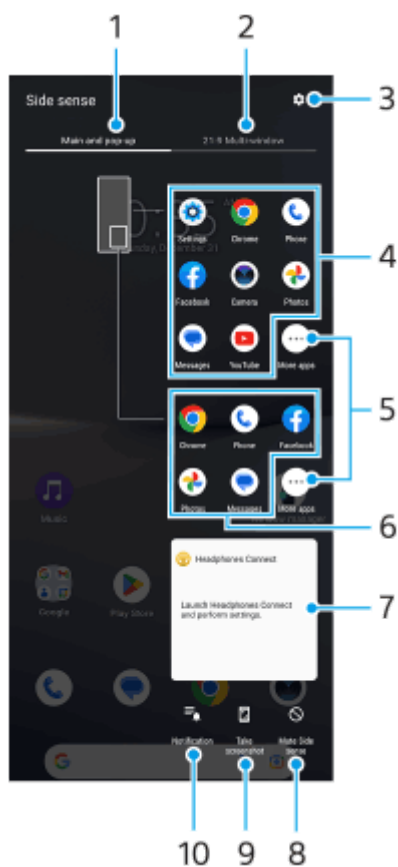 1
2
Side sense
3
Main and pop-up
21:9 Multi-window
Settings
Chrome
Phone
4
Facebook
Camera
Photos
Messages
YouTube
More apps
5
Chrome
Phone
Facebook
Photos
Messages
More apps
6
Music
Headphones Connect
Launch Headphones Connect
and perform settings.
7
Google
Play Store
Notification
Take
screenshot
Mute Side
Sense
10
9
8